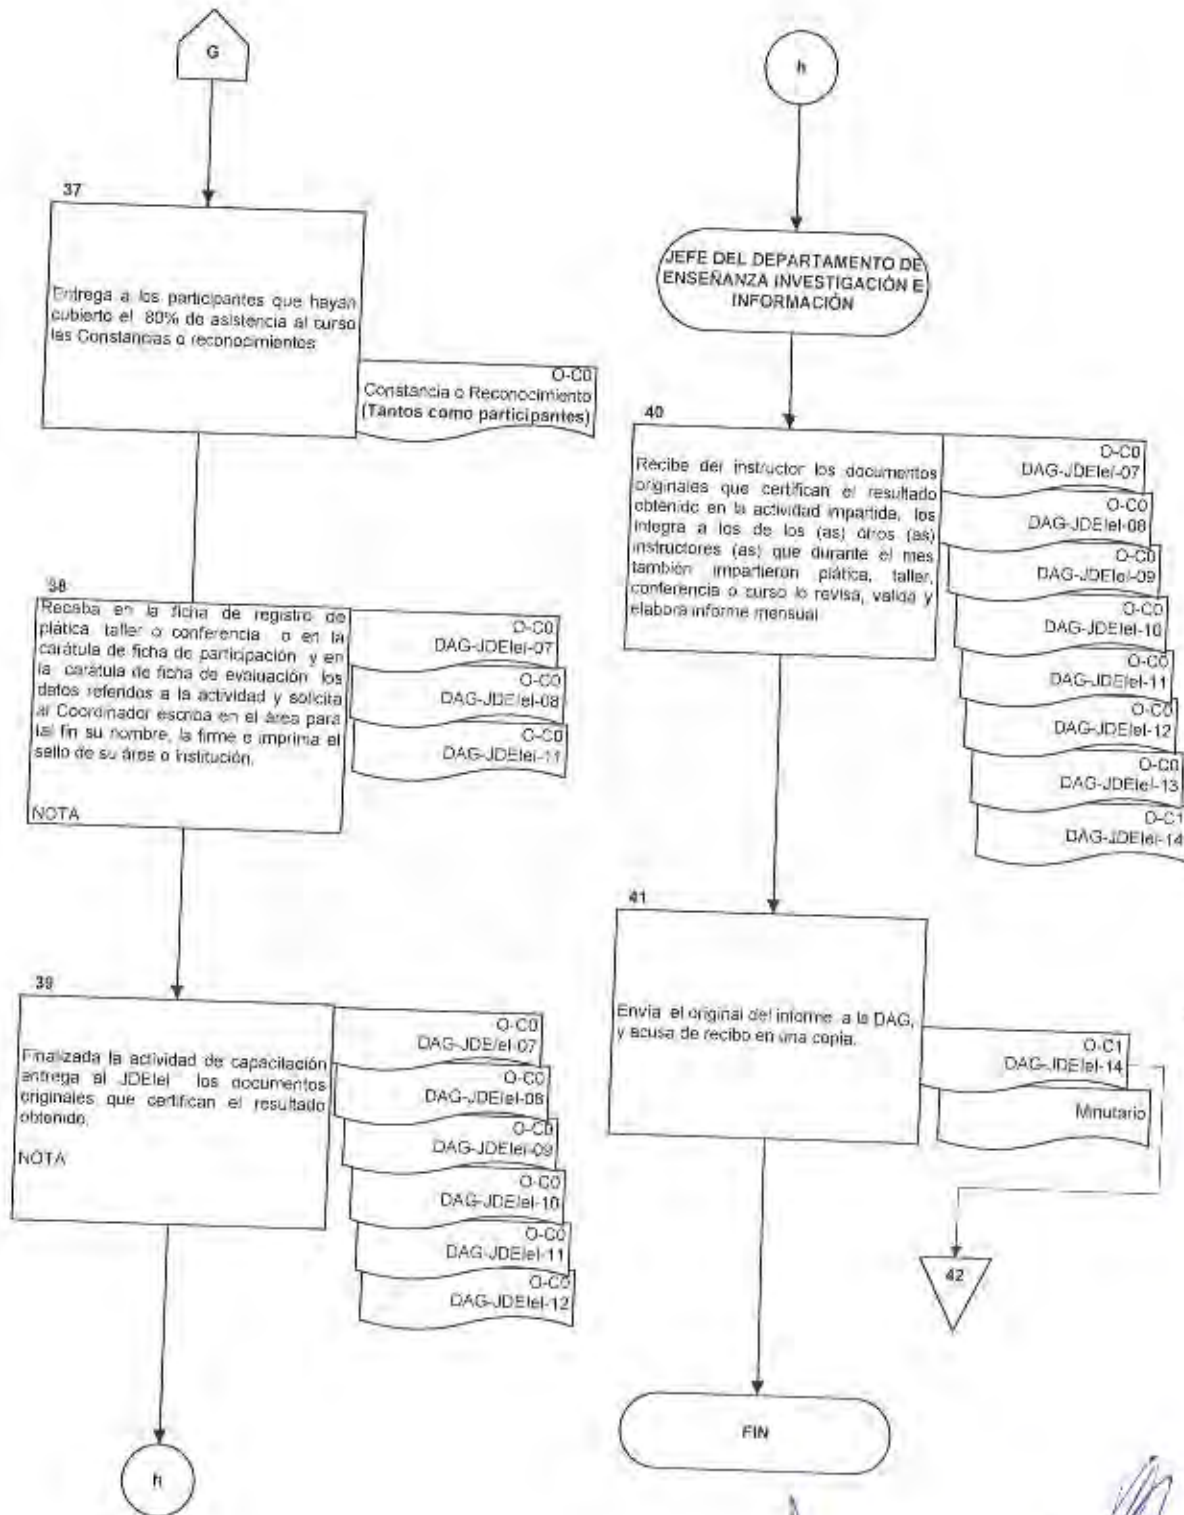 G
37
Entrega a los participantes que hayan
cubierto el 80% de asistencia al curso
las Constancias o reconocimientos
O-C0
Constancia o Reconocimiento
(Tantos como participantes)
38
Recaba en la ficha de registro de
plática taller o conferencia o en la
carátula de ficha de participación y en
la carátula de ficha de evaluación los
datos referidos a la actividad y solicita
al Coordinador escriba en el área para
tal fin su nombre, la firme e imprima el
sello de su área o institución.
NOTA
O-C0
DAG-JDEIeI-07
O-C0
DAG-JDEIeI-08
O-C0
DAG-JDEIeI-11
39
Finalizada la actividad de capacitación
entrega al JDEIeI los documentos
originales que certifican el resultado
obtenido.
NOTA
O-C0
DAG-JDEIeI-07
O-C0
DAG-JDEIeI-08
O-C0
DAG-JDEIeI-09
O-C0
DAG-JDEIeI-10
O-C0
DAG-JDEIeI-11
O-C0
DAG-JDEIeI-12
h
h
JEFE DEL DEPARTAMENTO DE
ENSEÑANZA INVESTIGACIÓN E
INFORMACIÓN
40
Recibe del instructor los documentos
originales que certifican el resultado
obtenido en la actividad impartida, los
integra a los de los (as) otros (as)
instructores (as) que durante el mes
también impartieron plática, taller,
conferencia o curso lo revisa, valida y
elabora informe mensual
O-C0
DAG-JDEIeI-07
O-C0
DAG-JDEIeI-08
O-C0
DAG-JDEIeI-09
O-C0
DAG-JDEIeI-10
O-C0
DAG-JDEIeI-11
O-C0
DAG-JDEIeI-12
O-C0
DAG-JDEIeI-13
O-C1
DAG-JDEIeI-14
41
Envía el original del informe a la DAG,
y acusa de recibo en una copia.
O-C1
DAG-JDEIeI-14
Minutario
42
FIN